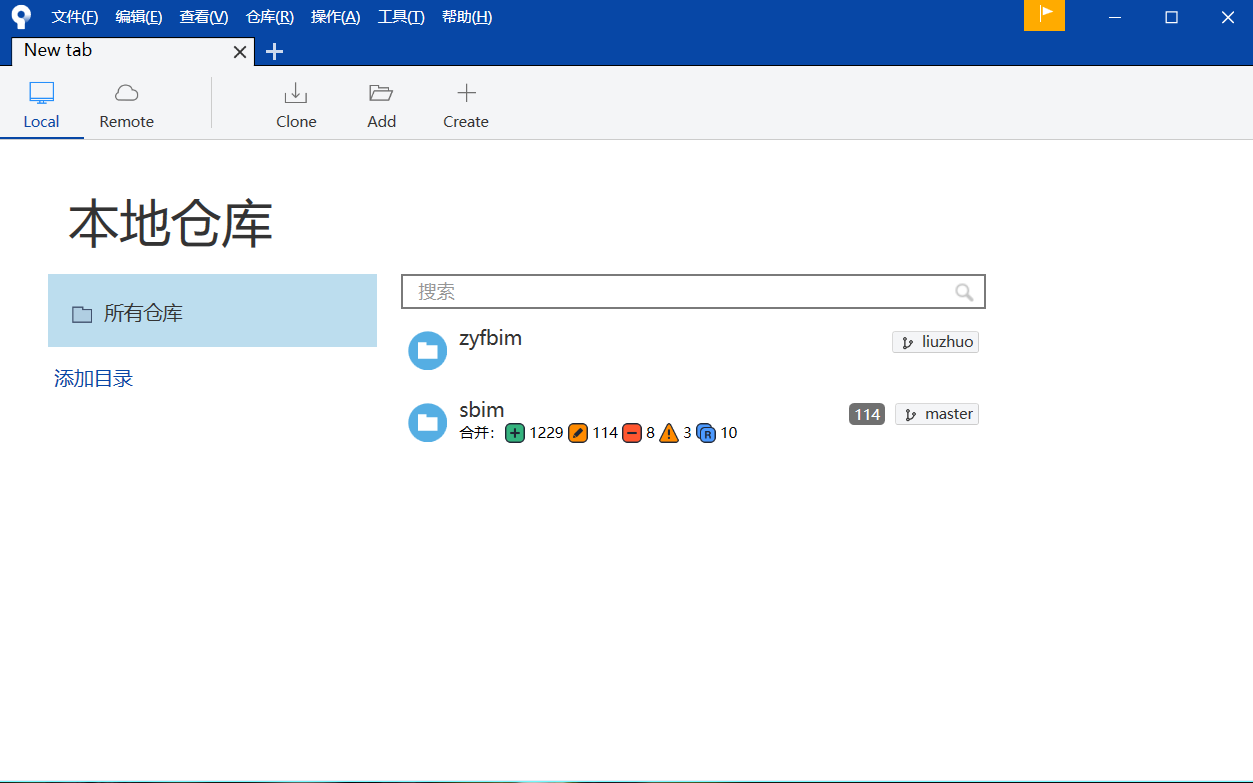 文件(F) 编辑(E) 查看(V) 仓库(R) 操作(A) 工具(T) 帮助(H)
New tab
Local Remote Clone Add Create
本地仓库
所有仓库
添加目录
搜索
zyfbim liuzhuo
sbim 114 master
合并: 1229 114 8 3 R 10